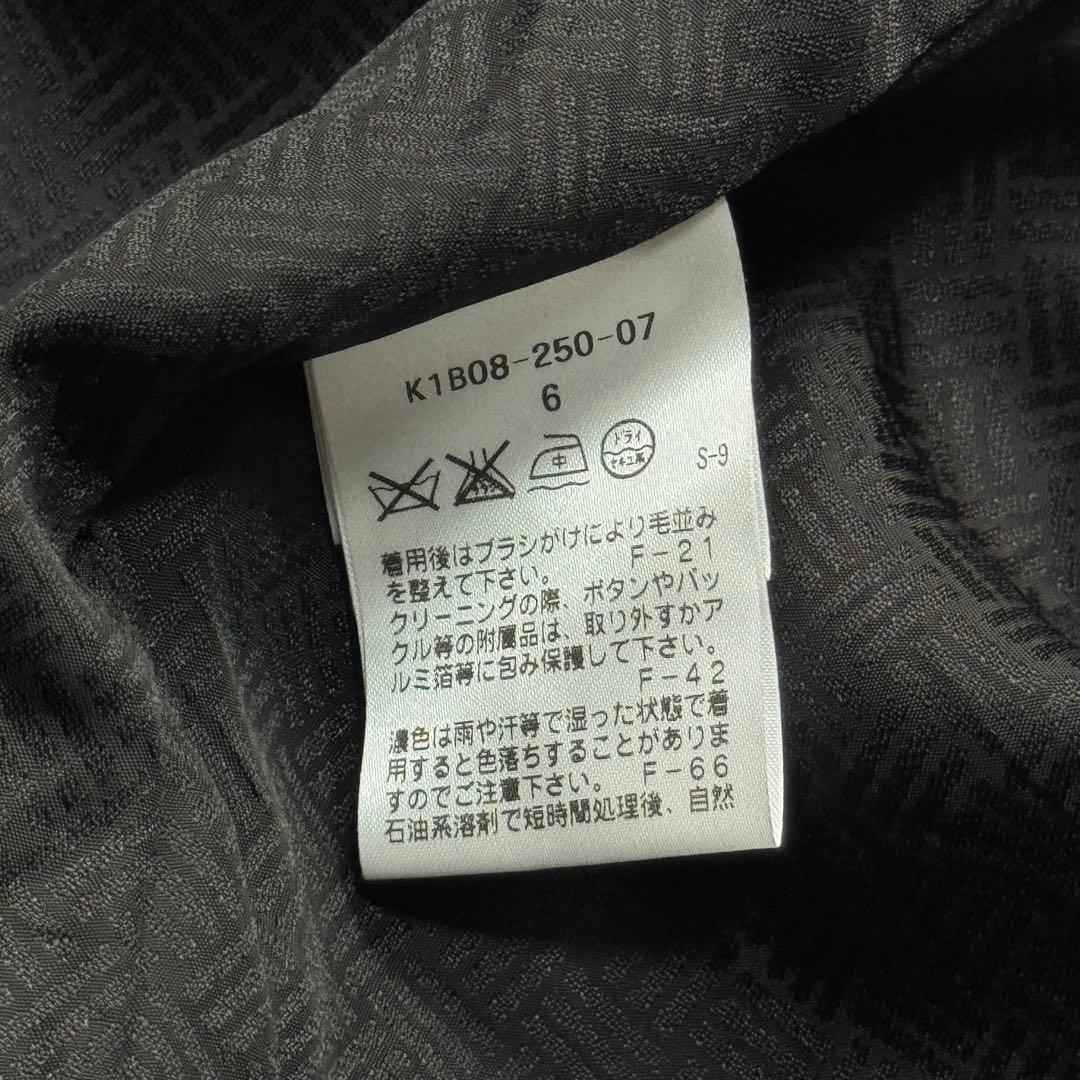 K1B08-250-07
6
中
ドライ
セキユ系
S-9
着用後はブラシがけにより毛並み
を整えて下さい。 F-21
クリーニングの際、ボタンやバッ
クル等の附属品は、取り外すかア
ルミ箔等に包み保護して下さい。
F-42
濃色は雨や汗等で湿った状態で着
用すると色落ちすることがありま
すのでご注意下さい。 F-66
石油系溶剤で短時間処理後、自然